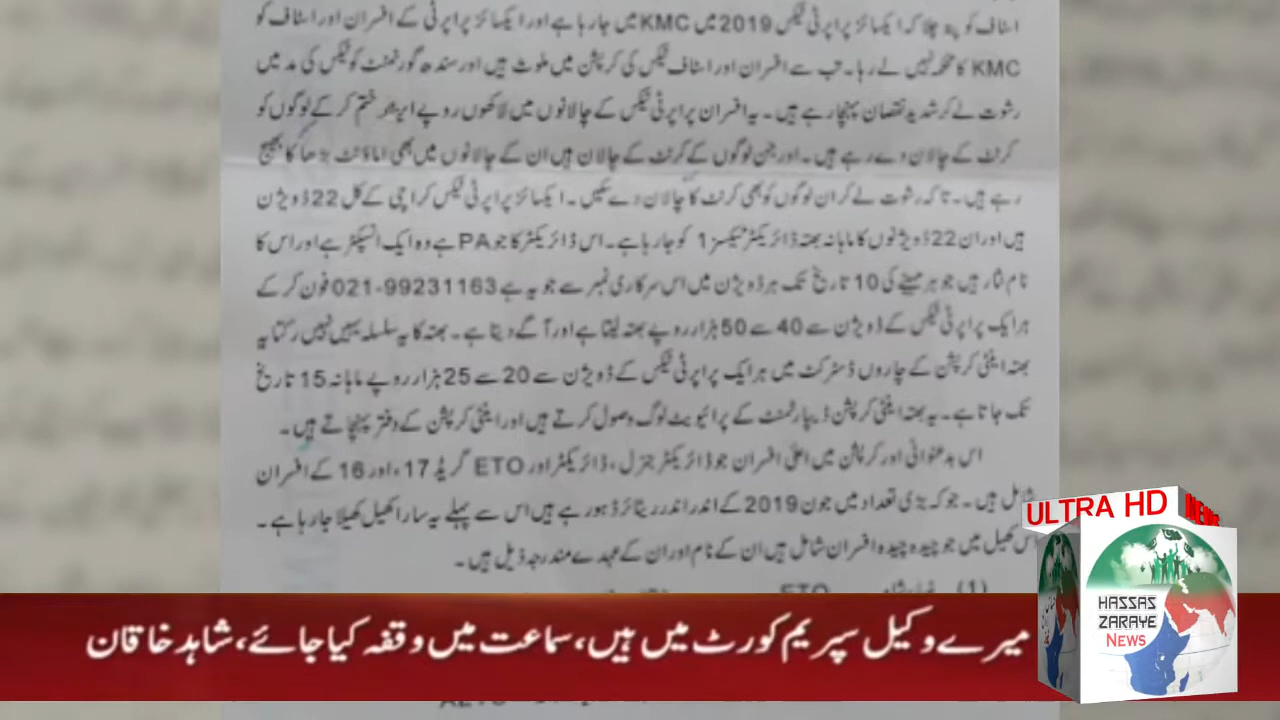 اسٹاف کو پتہ چلا کہ ایکسائز پراپرٹی ٹیکس 2019 میں KMC میں جا رہا ہے اور ایکسائز پراپرٹی کے افسران اور اسٹاف کو
KMC کا محکمہ نہیں لے رہا۔ تب سے افسران اور اسٹاف ٹیکس کی کرپشن میں ملوث ہیں اور سندھ گورنمنٹ کو ٹیکس کی مد میں
رشوت لے کر شدید نقصان پہنچا رہے ہیں۔ یہ افسران پراپرٹی ٹیکس کے چالانوں میں لاکھوں روپے ختم کر کے لوگوں کو
کرنٹ کے چالان دے رہے ہیں۔ اور جن لوگوں کے کرنٹ کے چالان ہیں ان کے چالانوں میں بھی اماؤنٹ بڑھا کا بھیج
رہے ہیں۔ تاکہ رشوت لے کر ان لوگوں کو بھی کرنٹ کا چالان دے سکیں۔ ایکسائز پراپرٹی ٹیکس کراچی کے کل 22 ڈویژن
ہیں اور ان 22 ڈویژنوں کا ماہانہ بھتہ ڈائریکٹر ٹیکسز 1 کو جا رہا ہے۔ اس ڈائریکٹر کا جو PA ہے وہ ایک انسپکٹر ہے اور اس کا
نام نثار ہیں جو ہر مہینے کی 10 تاریخ تک ہر ڈویژن میں اس سرکاری نمبر سے جو یہ ہے 021-99231163 فون کر کے
ہر ایک پراپرٹی ٹیکس کے ڈویژن سے 40 سے 50 ہزار روپے بھتہ لیتا ہے اور آگے دیتا ہے۔ بھتہ کا یہ سلسلہ یہیں نہیں رکتا یہ
بھتہ اینٹی کرپشن کے چاروں ڈسٹرکٹ میں ہر ایک پراپرٹی ٹیکس کے ڈویژن سے 20 سے 25 ہزار روپے ماہانہ 15 تاریخ
تک جاتا ہے۔ یہ بھتہ اینٹی کرپشن ڈیپارٹمنٹ کے پرائیویٹ لوگ وصول کرتے ہیں اور اینٹی کرپشن کے دفتر پہنچاتے ہیں۔
اس بدعنوانی اور کرپشن میں اعلیٰ افسران جو ڈائریکٹر جنرل، ڈائریکٹر اور ETO گریڈ 17، اور 16 کے افسران
شامل ہیں۔ جو کہ بڑی تعداد میں جون 2019 کے اندر اندر ریٹائرڈ ہو رہے ہیں اس سے پہلے یہ سارا کھیل کھیلا جا رہا ہے۔
اس کھیل میں جو چیدہ چیدہ افسران شامل ہیں ان کے نام اور ان کے عہدے مندرجہ ذیل ہیں۔
(1) ETO
ULTRA HD NEWS
HASSAS
ZARAYE
NEWS
میرے وکیل سپریم کورٹ میں ہیں، سماعت میں وقفہ کیا جائے، شاہد خاقان